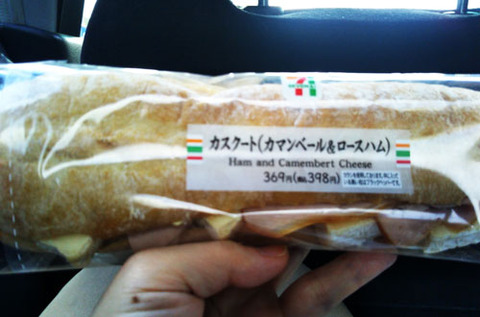 カスクート(カマンベール&ロースハム)
Ham and Camembert Cheese
369円(税込398円)